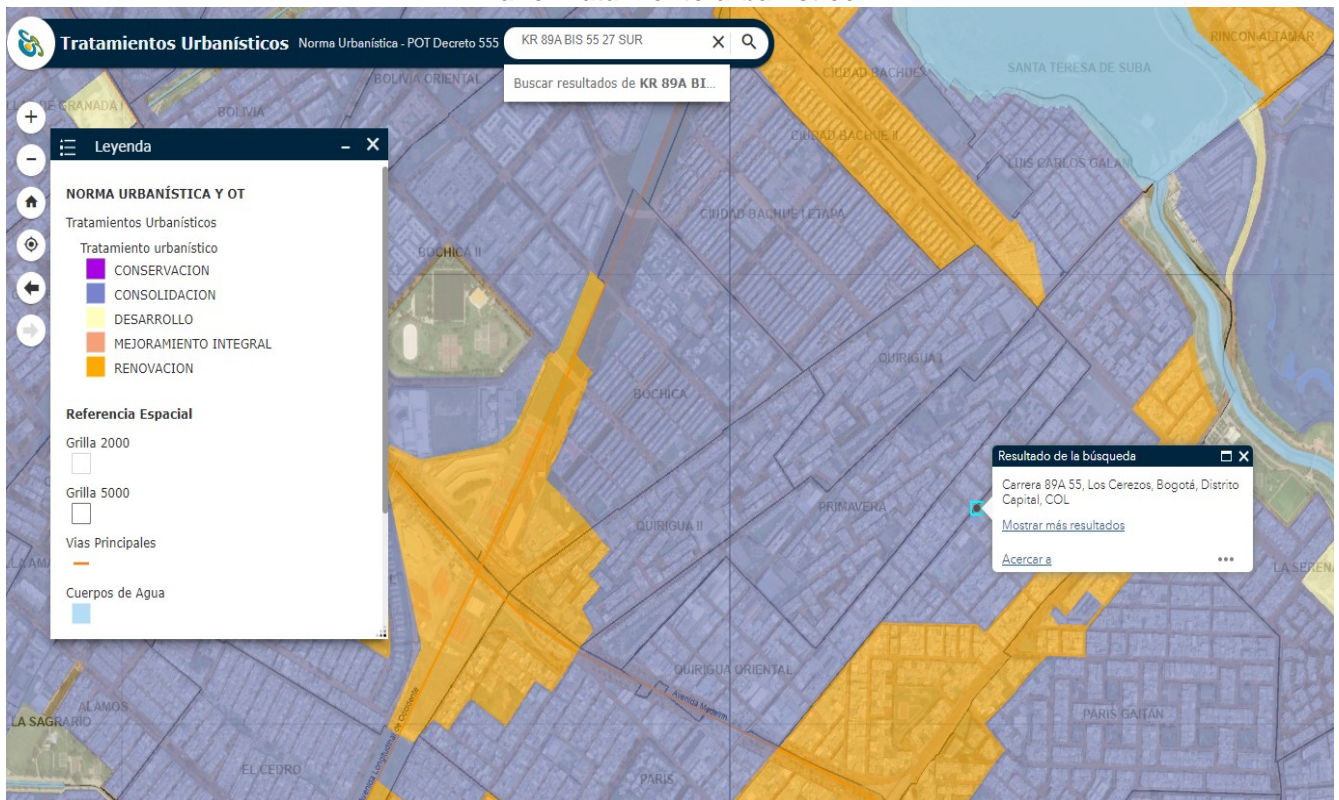 Tratamientos Urbanísticos Norma Urbanística - POT Decreto 555
KR 89A BIS 55 27 SUR
Buscar resultados de KR 89A BI...
Leyenda
NORMA URBANÍSTICA Y OT
Tratamientos Urbanísticos
Tratamiento urbanístico
CONSERVACION
CONSOLIDACION
DESARROLLO
MEJORAMIENTO INTEGRAL
RENOVACION
Referencia Espacial
Grilla 2000
Grilla 5000
Vias Principales
Cuerpos de Agua
Resultado de la búsqueda
Carrera 89A 55, Los Cerezos, Bogotá, Distrito
Capital, COL
Mostrar más resultados
Acercar a
RINCON ALTAMAR
SANTA TERESA DE SUBA
CIUDAD BACHUE
BOLIVIA ORIENTAL
BOLIVIA
CIUDAD BACHUE II
LUIS CARLOS GALAN
CIUDAD BACHUE I ETAPA
BOCHICA II
QUIRIGUA I
BOCHICA
PRIMAVERA
QUIRIGUA II
LA SERENA
QUIRIGUA ORIENTAL
Avenida Medellín
Avenida Longitudinal de Occidente
PARIS GAITAN
ALAMOS
LA SAGRARIO
EL CEDRO
PARIS